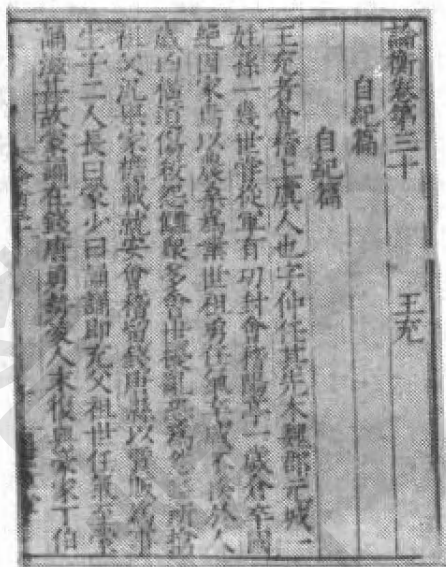 論衡卷第三十 王充
自紀篇
自紀篇
王充者會稽上虞人也字仲任其先本魏郡元城一
姓孫一幾世嘗從軍有功封會稽陽亭一歲倉卒國
絕因家焉以農桑爲業世祖勇任氣卒咸不揆於人
歲凶橫道傷殺怨讎眾多會世擾亂恐爲怨讎所擒
祖父汎舉家檐載就安會稽留錢唐縣以賈販爲事
生子二人長曰蒙少曰誦誦即充父祖世任氣至蒙
誦滋甚故蒙誦在錢唐勇勢凌人末復與豪家丁伯